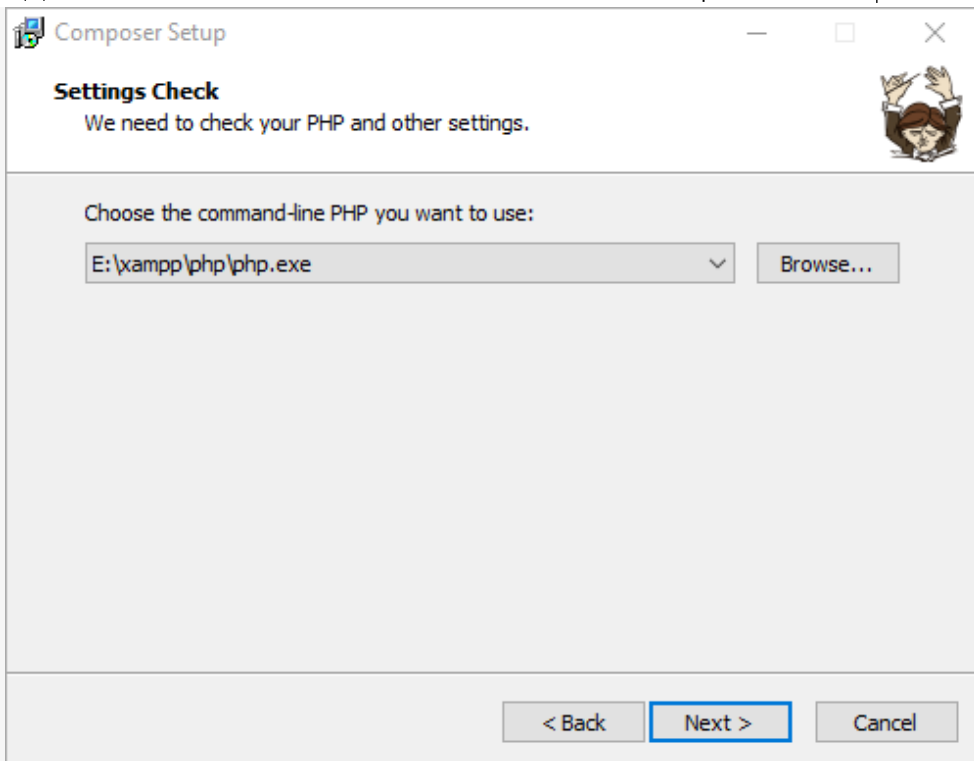 Composer Setup
Settings Check
We need to check your PHP and other settings.
Choose the command-line PHP you want to use:
E:\xampp\php\php.exe
Browse...
< Back
Next >
Cancel